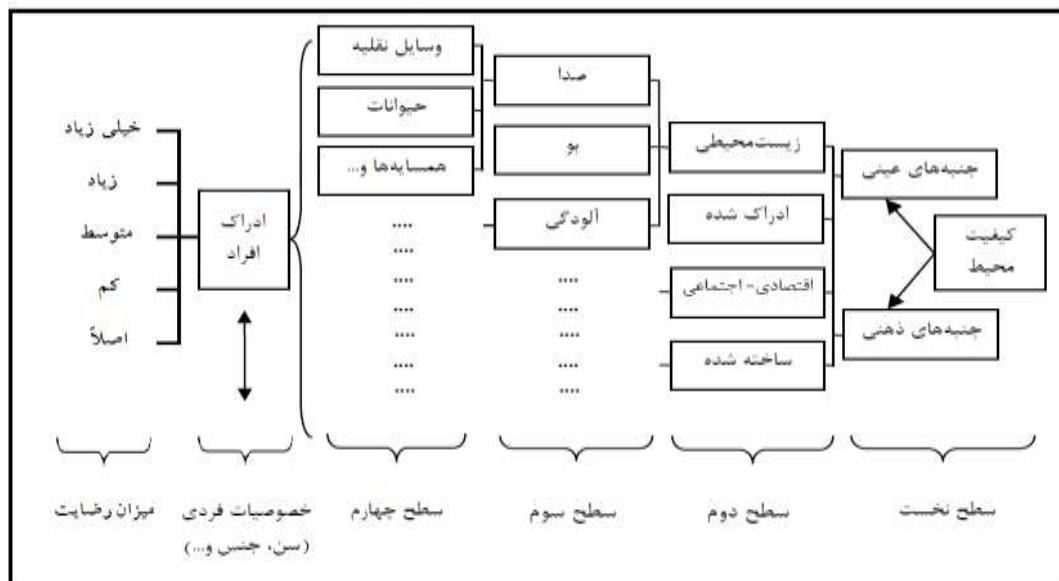 کیفیت
محیط
جنبه‌های عینی
جنبه‌های ذهنی
زیست‌محیطی
ادراک شده
اقتصادی- اجتماعی
ساخته شده
صدا
بو
آلودگی
....
....
....
....
....
وسایل نقلیه
حیوانات
همسایه‌ها و...
....
....
....
....
....
....
....
ادراک
افراد
خیلی زیاد
زیاد
متوسط
کم
اصلاً
سطح نخست
سطح دوم
سطح سوم
سطح چهارم
خصوصیات فردی
(سن، جنس و...)
میزان رضایت